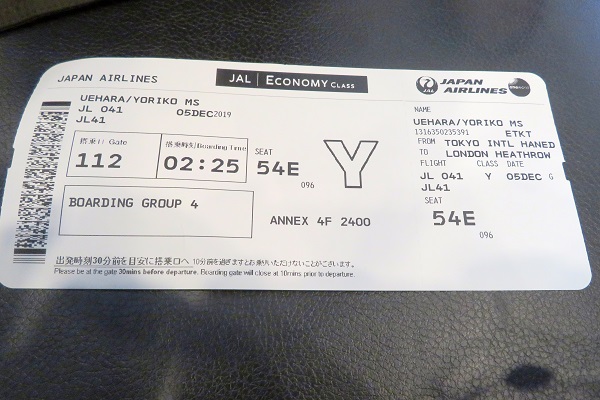 JAPAN AIRLINES
JAL ECONOMY CLASS
UEHARA/YORIKO MS
JL 041 05DEC2019
JL41
搭乗口/Gate
112
搭乗時刻/Boarding Time
02:25
SEAT
54E
096
Y
BOARDING GROUP 4
ANNEX 4F 2400
出発時刻30分前を目安に搭乗口へ 10分前を過ぎますとお乗りいただけないことがございます。
Please be at the gate 30mins before departure. Boarding gate will close at 10mins prior to departure.
JAL
JAPAN AIRLINES
NAME
UEHARA/YORIKO MS
1316350235391 ETKT
FROM TOKYO INTL HANED
TO LONDON HEATHROW
FLIGHT CLASS DATE
JL 041 Y 05DEC G
JL41
SEAT
54E
096